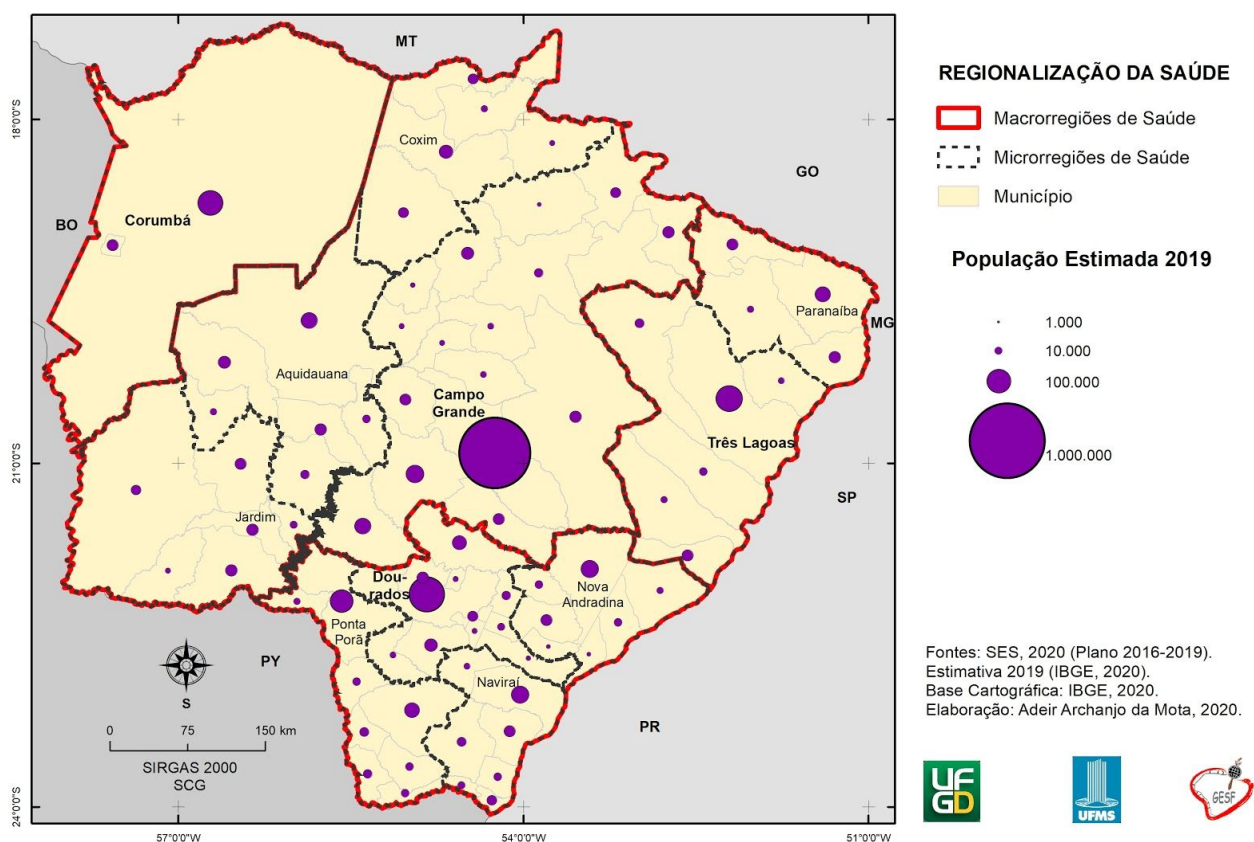 MT
GO
BO
MG
SP
PY
PR
18°0'0"S
21°0'0"S
24°0'0"S
57°0'0"W
54°0'0"W
51°0'0"W
Coxim
Corumbá
Paranaíba
Aquidauana
Campo
Grande
Três Lagoas
Jardim
Dou-
rados
Nova
Andradina
Ponta
Porã
Naviraí
S
0 75 150 km
SIRGAS 2000
SCG
REGIONALIZAÇÃO DA SAÚDE
Macrorregiões de Saúde
Microrregiões de Saúde
Município
População Estimada 2019
1.000
10.000
100.000
1.000.000
Fontes: SES, 2020 (Plano 2016-2019).
Estimativa 2019 (IBGE, 2020).
Base Cartográfica: IBGE, 2020.
Elaboração: Adeir Archanjo da Mota, 2020.
UF
GD
UFMS
GESF